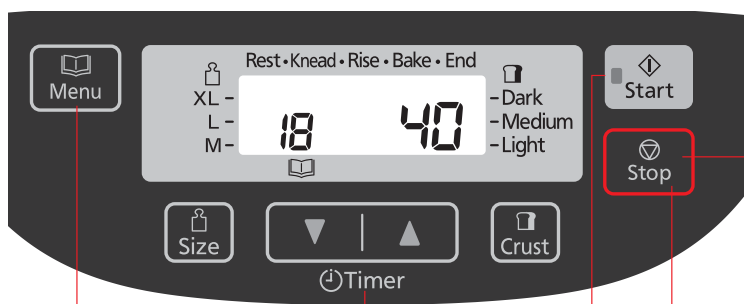 Menu
Rest • Knead • Rise • Bake • End
XL –
L –
M –
18
40
– Dark
– Medium
– Light
Start
Stop
Size
Timer
Crust